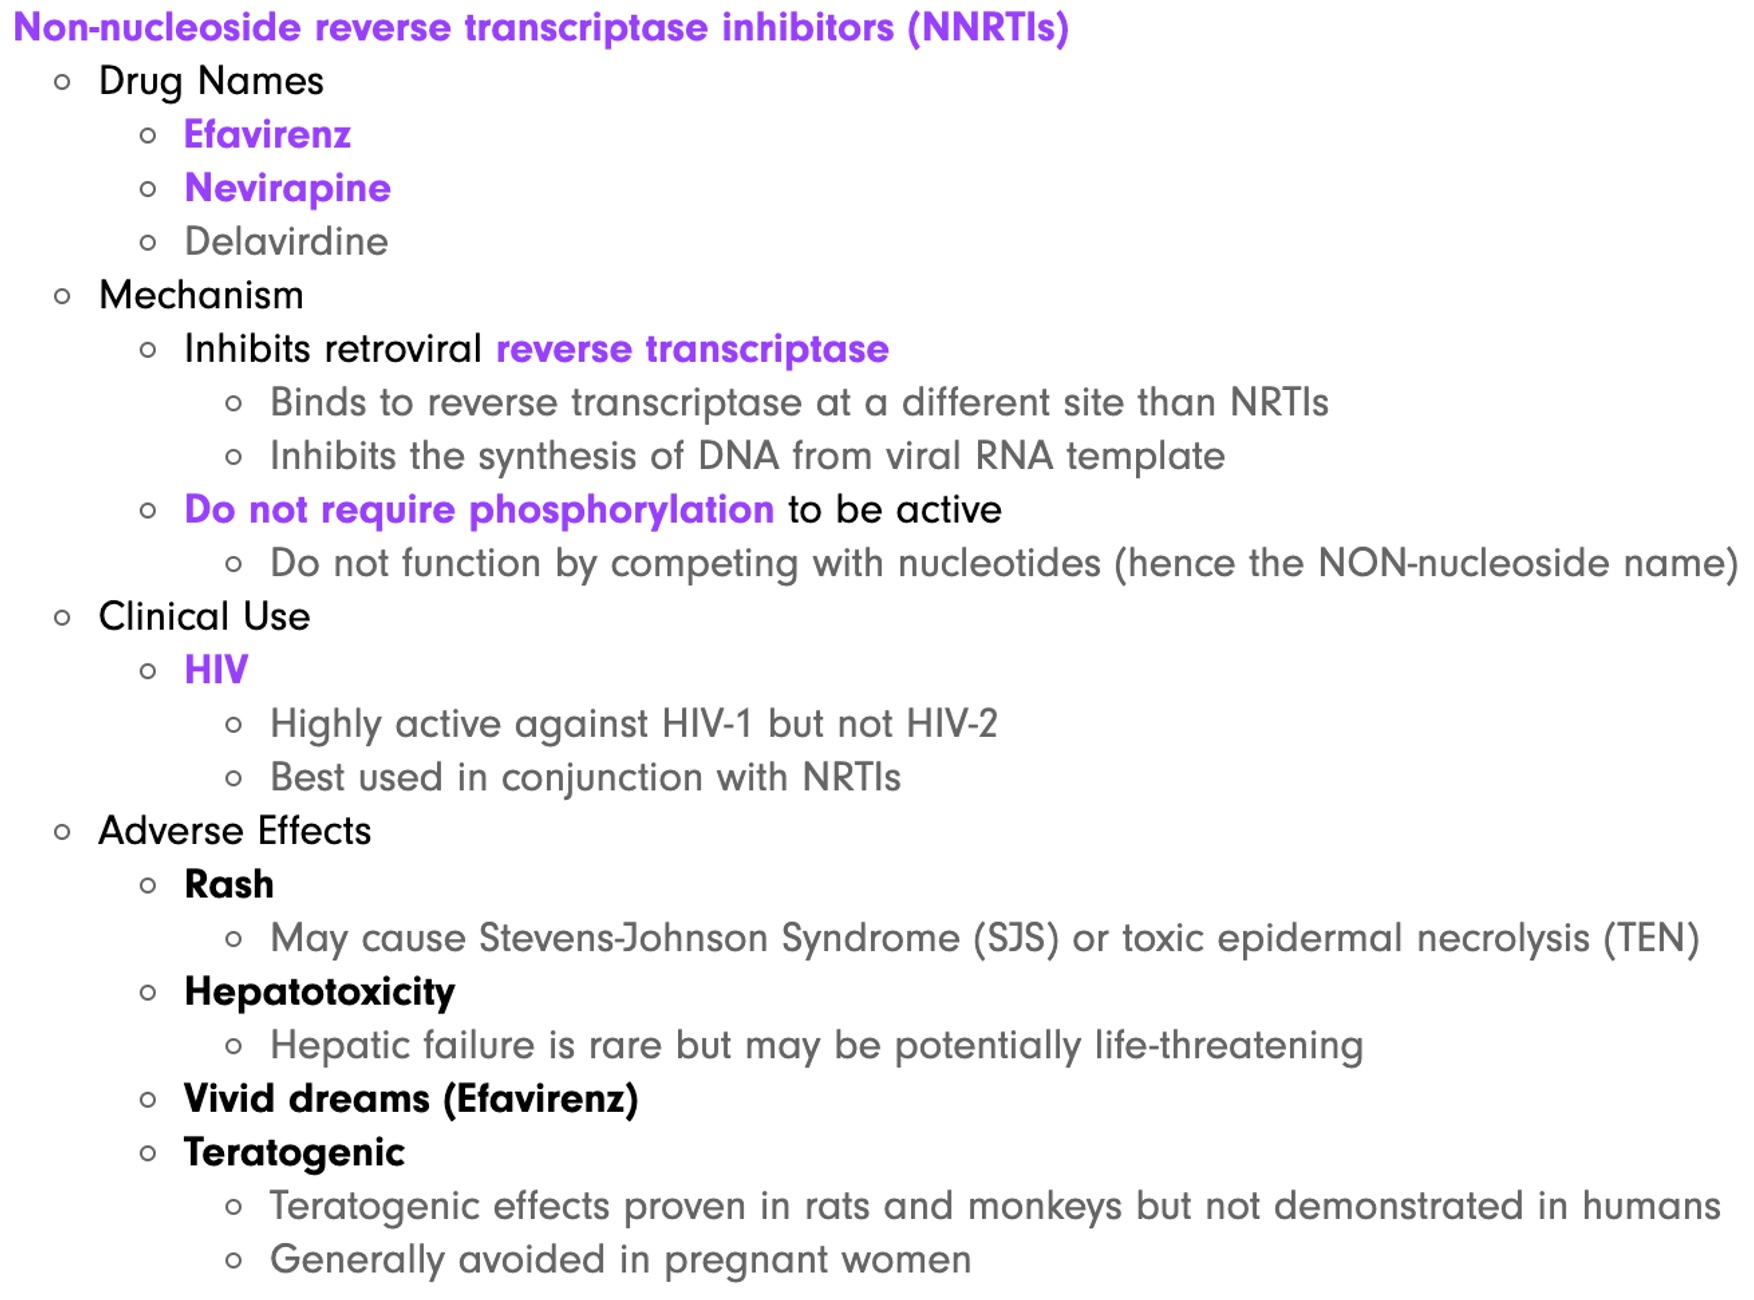 Non-nucleoside reverse transcriptase inhibitors (NNRTIs)
Drug Names
Efavirenz
Nevirapine
Delavirdine
Mechanism
Inhibits retroviral reverse transcriptase
Binds to reverse transcriptase at a different site than NRTIs
Inhibits the synthesis of DNA from viral RNA template
Do not require phosphorylation to be active
Do not function by competing with nucleotides (hence the NON-nucleoside name)
Clinical Use
HIV
Highly active against HIV-1 but not HIV-2
Best used in conjunction with NRTIs
Adverse Effects
Rash
May cause Stevens-Johnson Syndrome (SJS) or toxic epidermal necrolysis (TEN)
Hepatotoxicity
Hepatic failure is rare but may be potentially life-threatening
Vivid dreams (Efavirenz)
Teratogenic
Teratogenic effects proven in rats and monkeys but not demonstrated in humans
Generally avoided in pregnant women